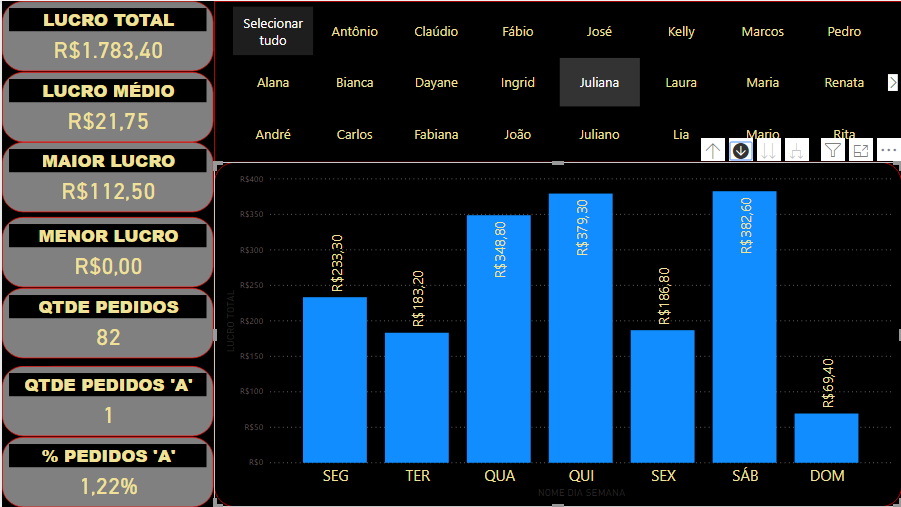 LUCRO TOTAL
R$1.783,40
LUCRO MÉDIO
R$21,75
MAIOR LUCRO
R$112,50
MENOR LUCRO
R$0,00
QTDE PEDIDOS
82
QTDE PEDIDOS 'A'
1
% PEDIDOS 'A'
1,22%
Selecionar
tudo
Antônio
Claúdio
Fábio
José
Kelly
Marcos
Pedro
Alana
Bianca
Dayane
Ingrid
Juliana
Laura
Maria
Renata
André
Carlos
Fabiana
João
Juliano
Lia
Mario
Rita
LUCRO TOTAL
R$400
R$350
R$300
R$250
R$200
R$150
R$100
R$50
R$0
R$233,30
R$183,20
R$348,80
R$379,30
R$186,80
R$382,60
R$69,40
SEG
TER
QUA
QUI
SEX
SÁB
DOM
NOME DIA SEMANA